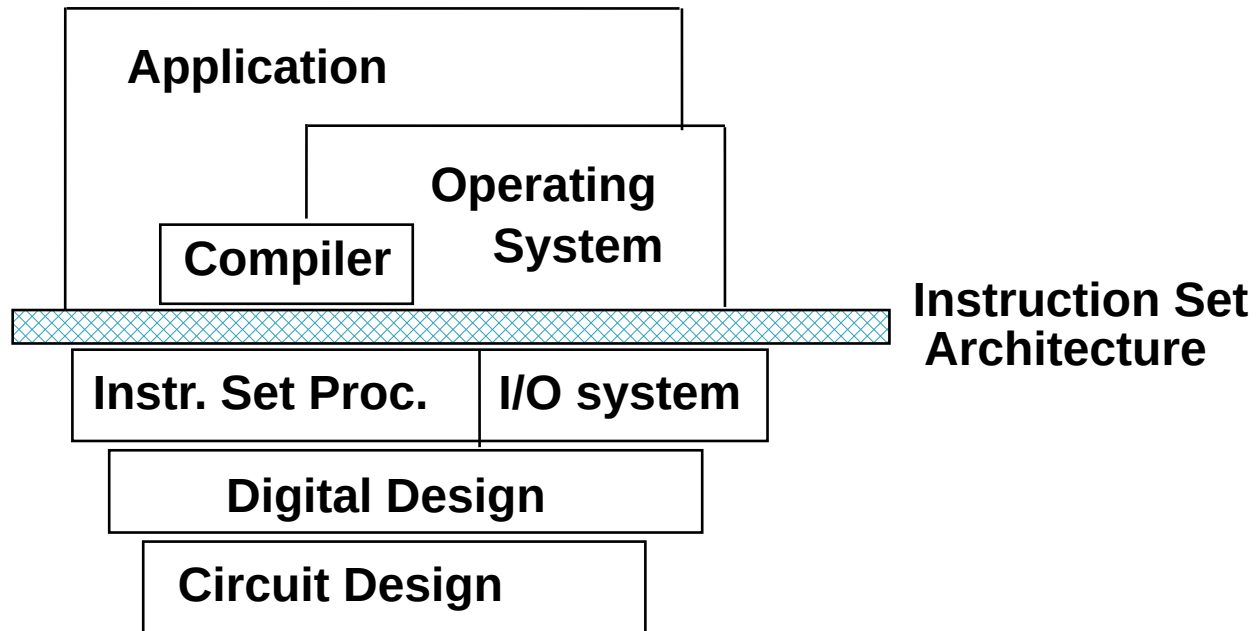 Application
Operating
System
Compiler
Instruction Set
Architecture
Instr. Set Proc.
I/O system
Digital Design
Circuit Design